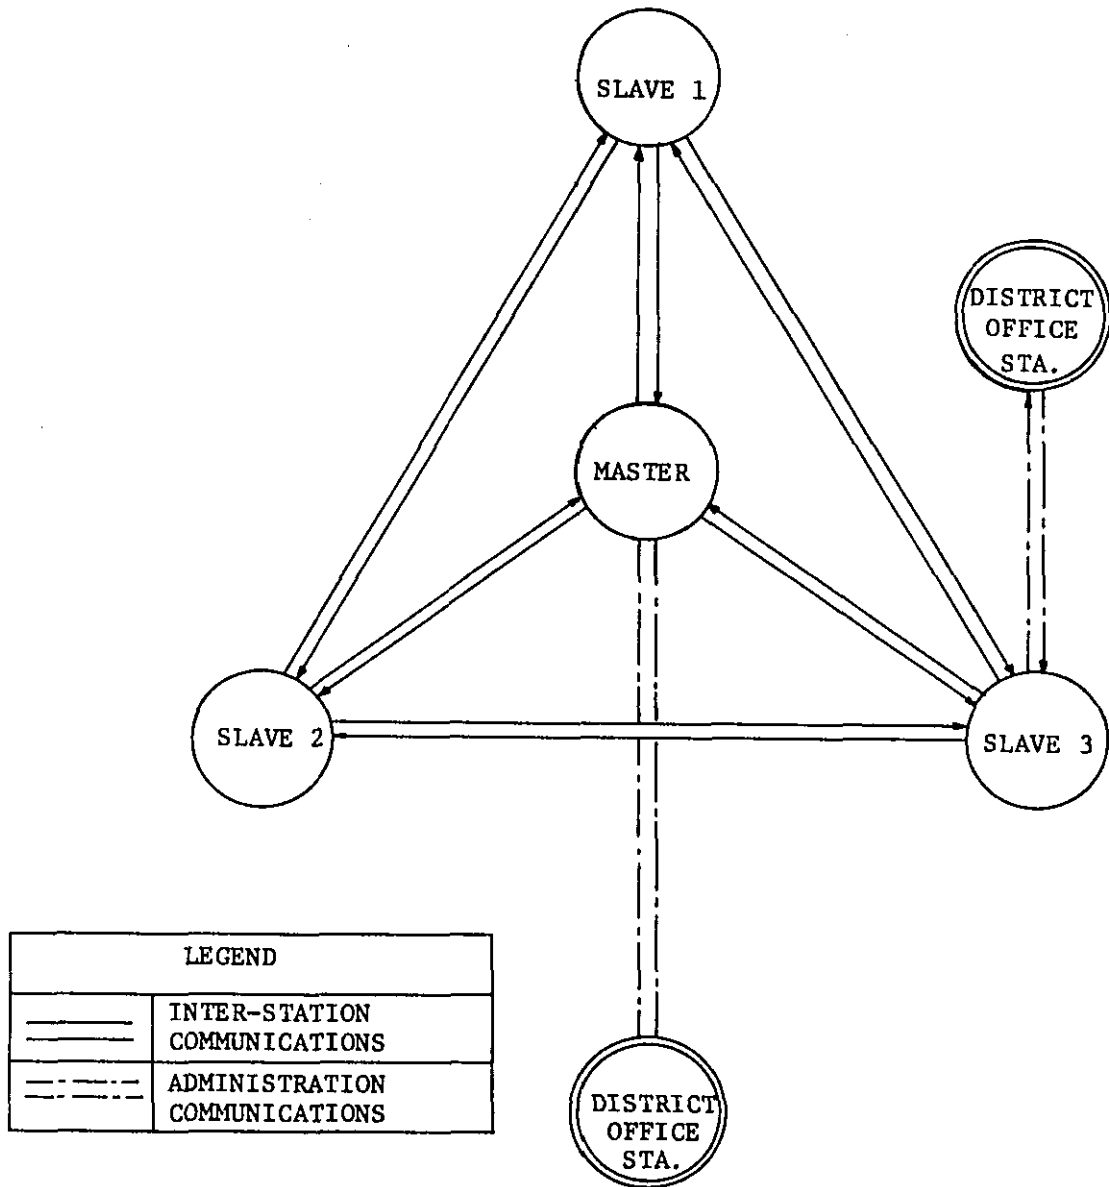 SLAVE 1
DISTRICT
OFFICE
STA.
MASTER
SLAVE 2
SLAVE 3
LEGEND
INTER-STATION
COMMUNICATIONS
ADMINISTRATION
COMMUNICATIONS
DISTRICT
OFFICE
STA.